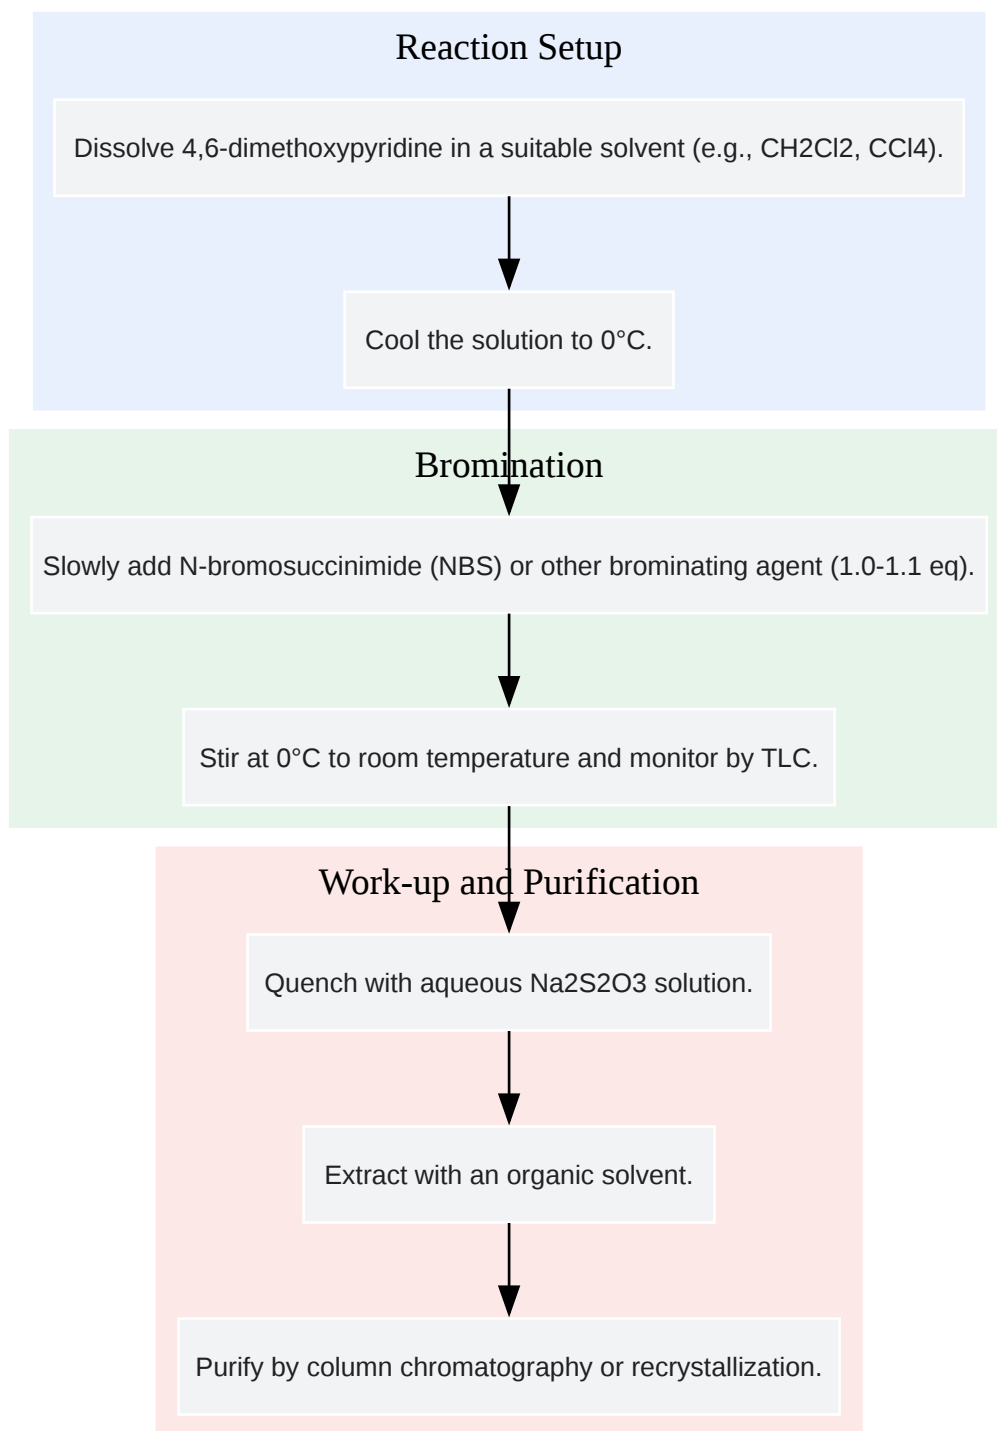 Reaction Setup
Dissolve 4,6-dimethoxypyridine in a suitable solvent (e.g., CH2Cl2, CCl4).
Cool the solution to 0°C.
Bromination
Slowly add N-bromosuccinimide (NBS) or other brominating agent (1.0-1.1 eq).
Stir at 0°C to room temperature and monitor by TLC.
Work-up and Purification
Quench with aqueous Na2S2O3 solution.
Extract with an organic solvent.
Purify by column chromatography or recrystallization.